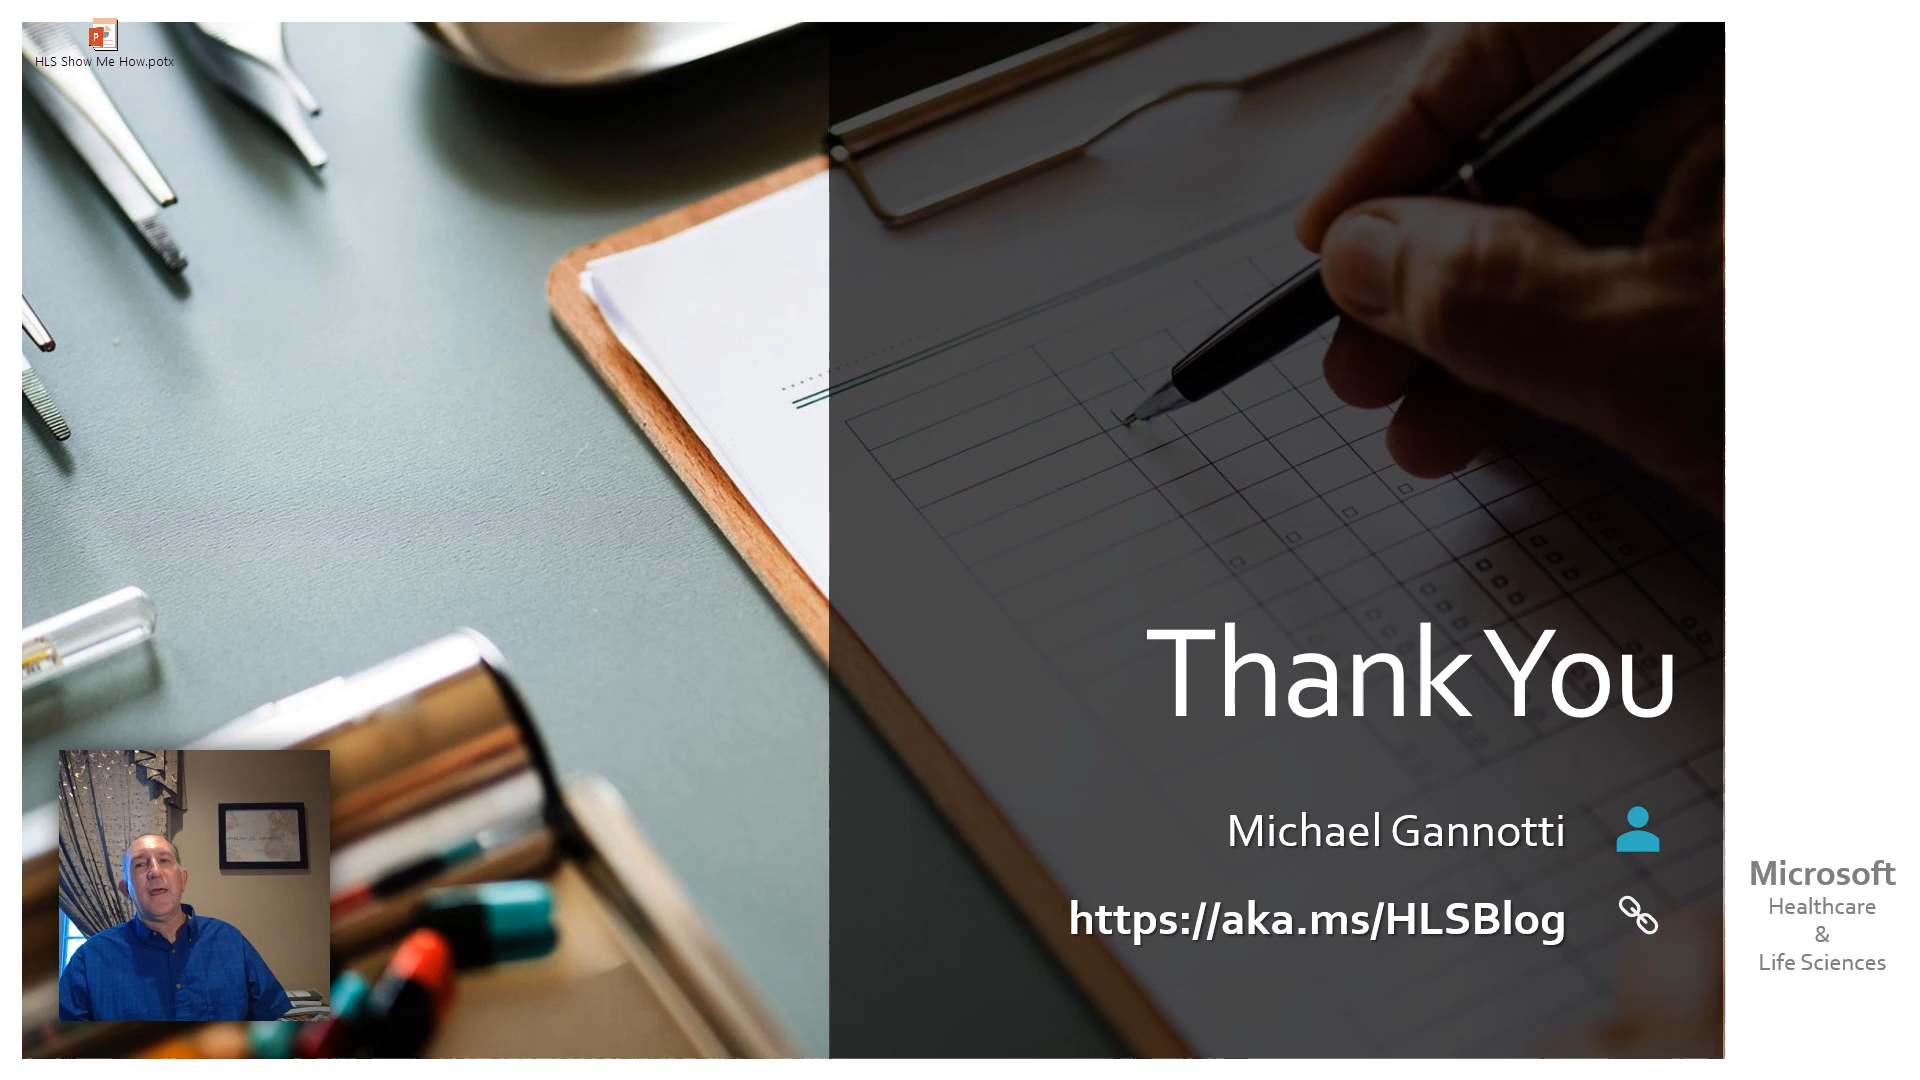 HLS Show Me How.potx
Thank You
Michael Gannotti
https://aka.ms/HLSBlog
Microsoft
Healthcare
&
Life Sciences